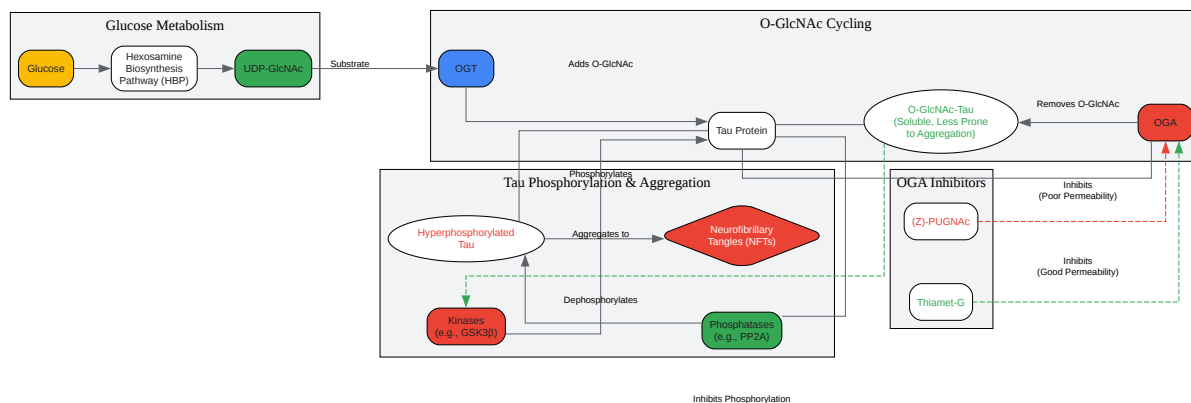 Glucose Metabolism
Glucose
Hexosamine
Biosynthesis
Pathway (HBP)
UDP-GlcNAc
Substrate
O-GlcNAc Cycling
OGT
Adds O-GlcNAc
Tau Protein
O-GlcNAc-Tau
(Soluble, Less Prone
to Aggregation)
Removes O-GlcNAc
OGA
Phosphorylates
Tau Phosphorylation & Aggregation
Hyperphosphorylated
Tau
Aggregates to
Neurofibrillary
Tangles (NFTs)
Dephosphorylates
Kinases
(e.g., GSK3β)
Phosphatases
(e.g., PP2A)
OGA Inhibitors
(Z)-PUGNAc
Thiamet-G
Inhibits
(Poor Permeability)
Inhibits
(Good Permeability)
Inhibits Phosphorylation